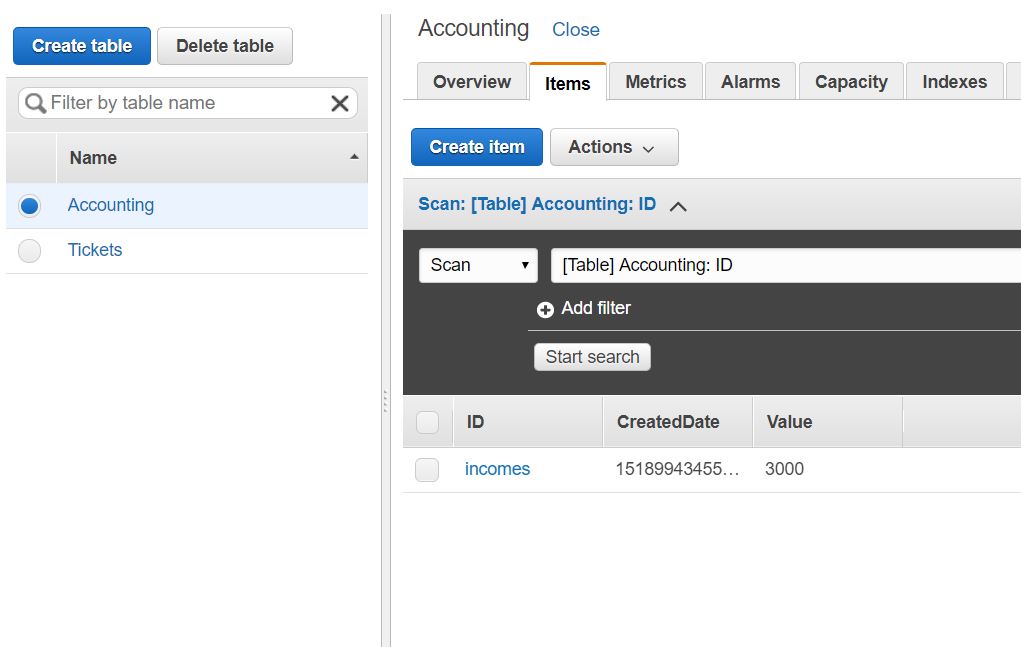 Create table
Delete table
Filter by table name
Name
Accounting
Tickets
Accounting Close
Overview Items Metrics Alarms Capacity Indexes
Create item Actions
Scan: [Table] Accounting: ID
Scan [Table] Accounting: ID
Add filter
Start search
ID CreatedDate Value
incomes 15189943455… 3000